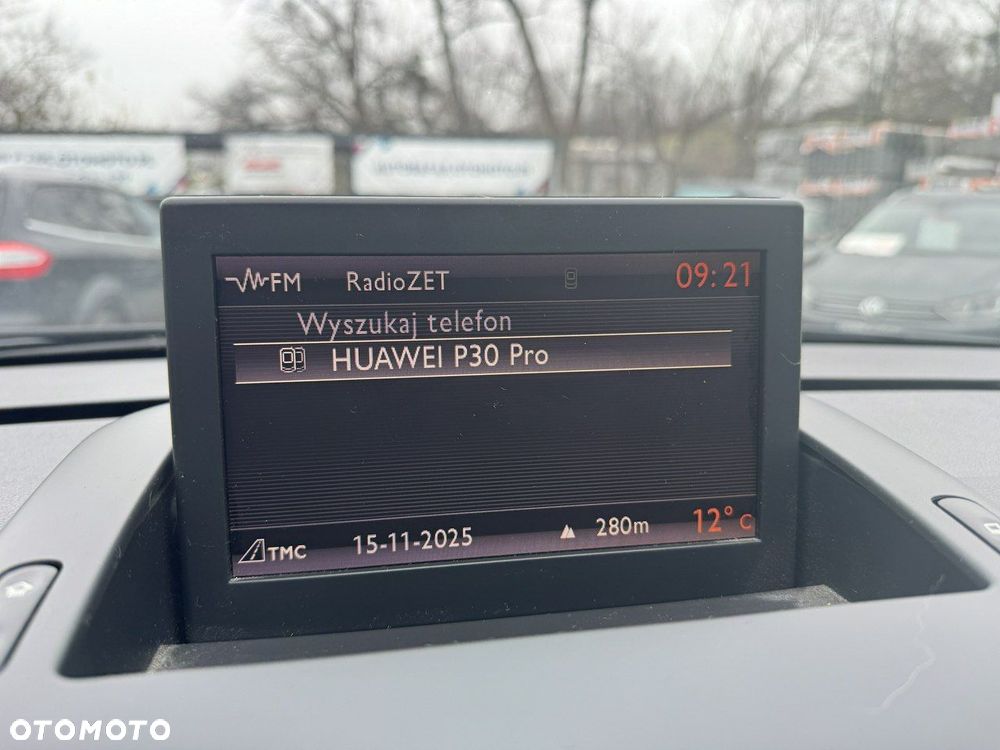 FM RadioZET 09:21
Wyszukaj telefon
HUAWEI P30 Pro
TMC 15-11-2025 280m 12° C
OTOMOTO